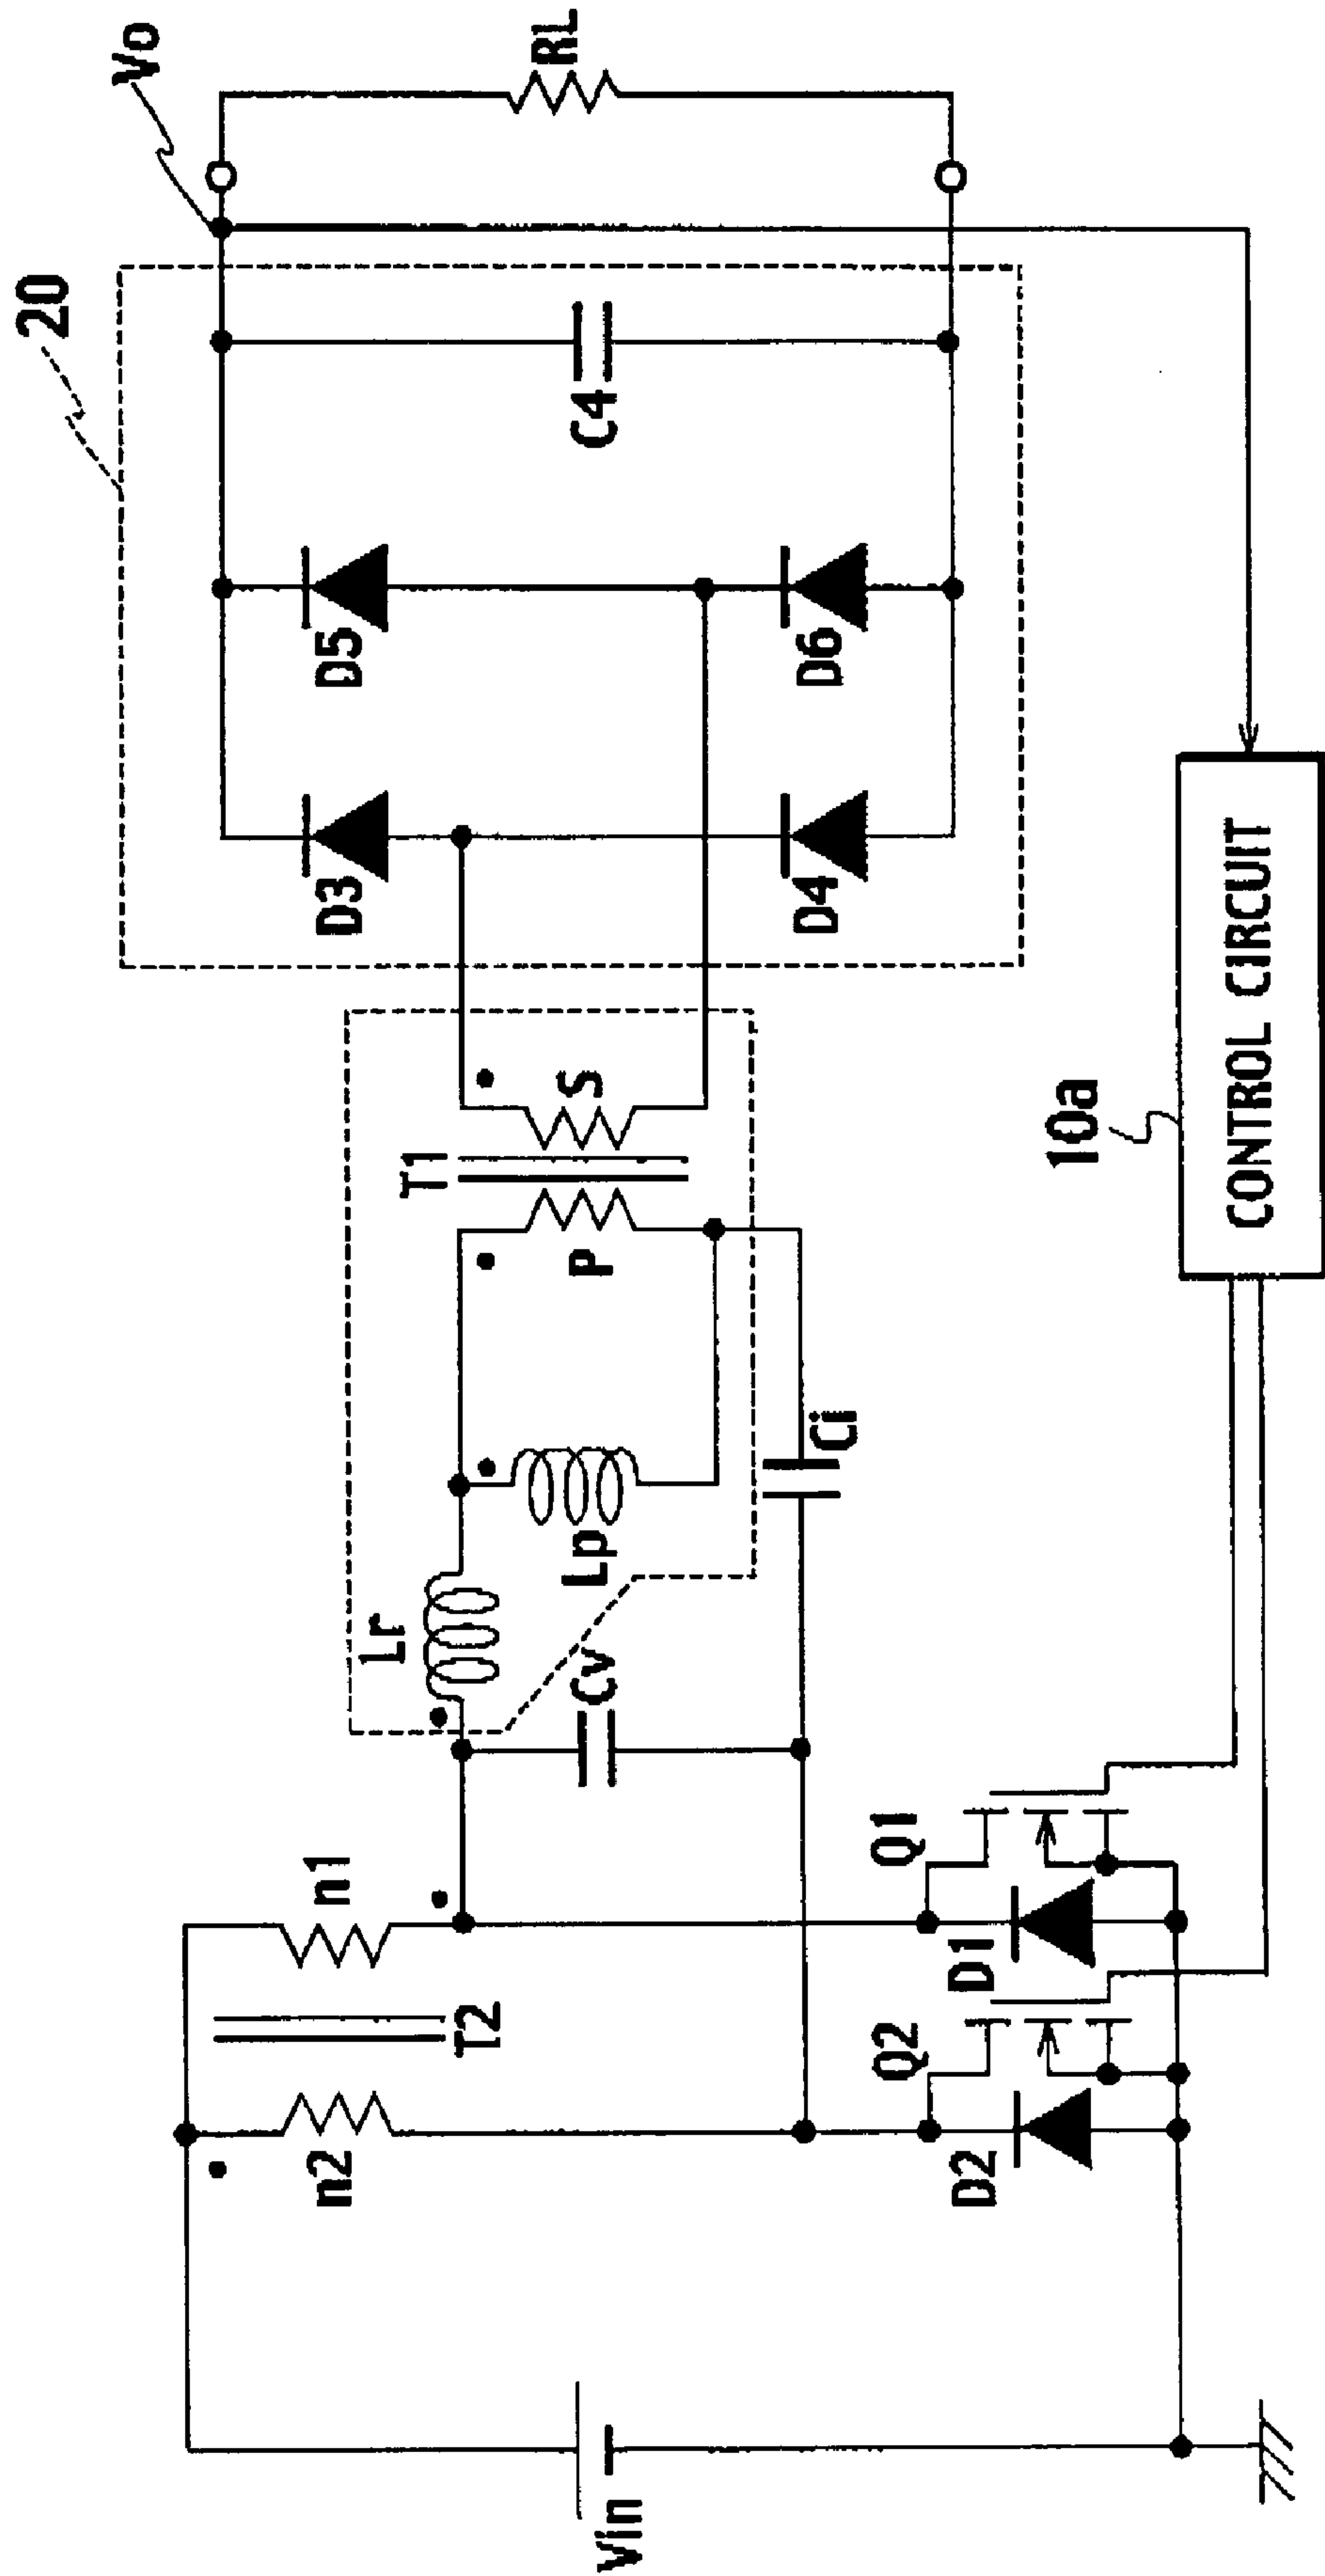 20
Vo
T1
Lr
Lp
P
S
D3
D5
C4
RL
n2
T2
n1
Cv
Ci
D4
D6
Vin
Q2
Q1
D2
D1
10a
CONTROL CIRCUIT